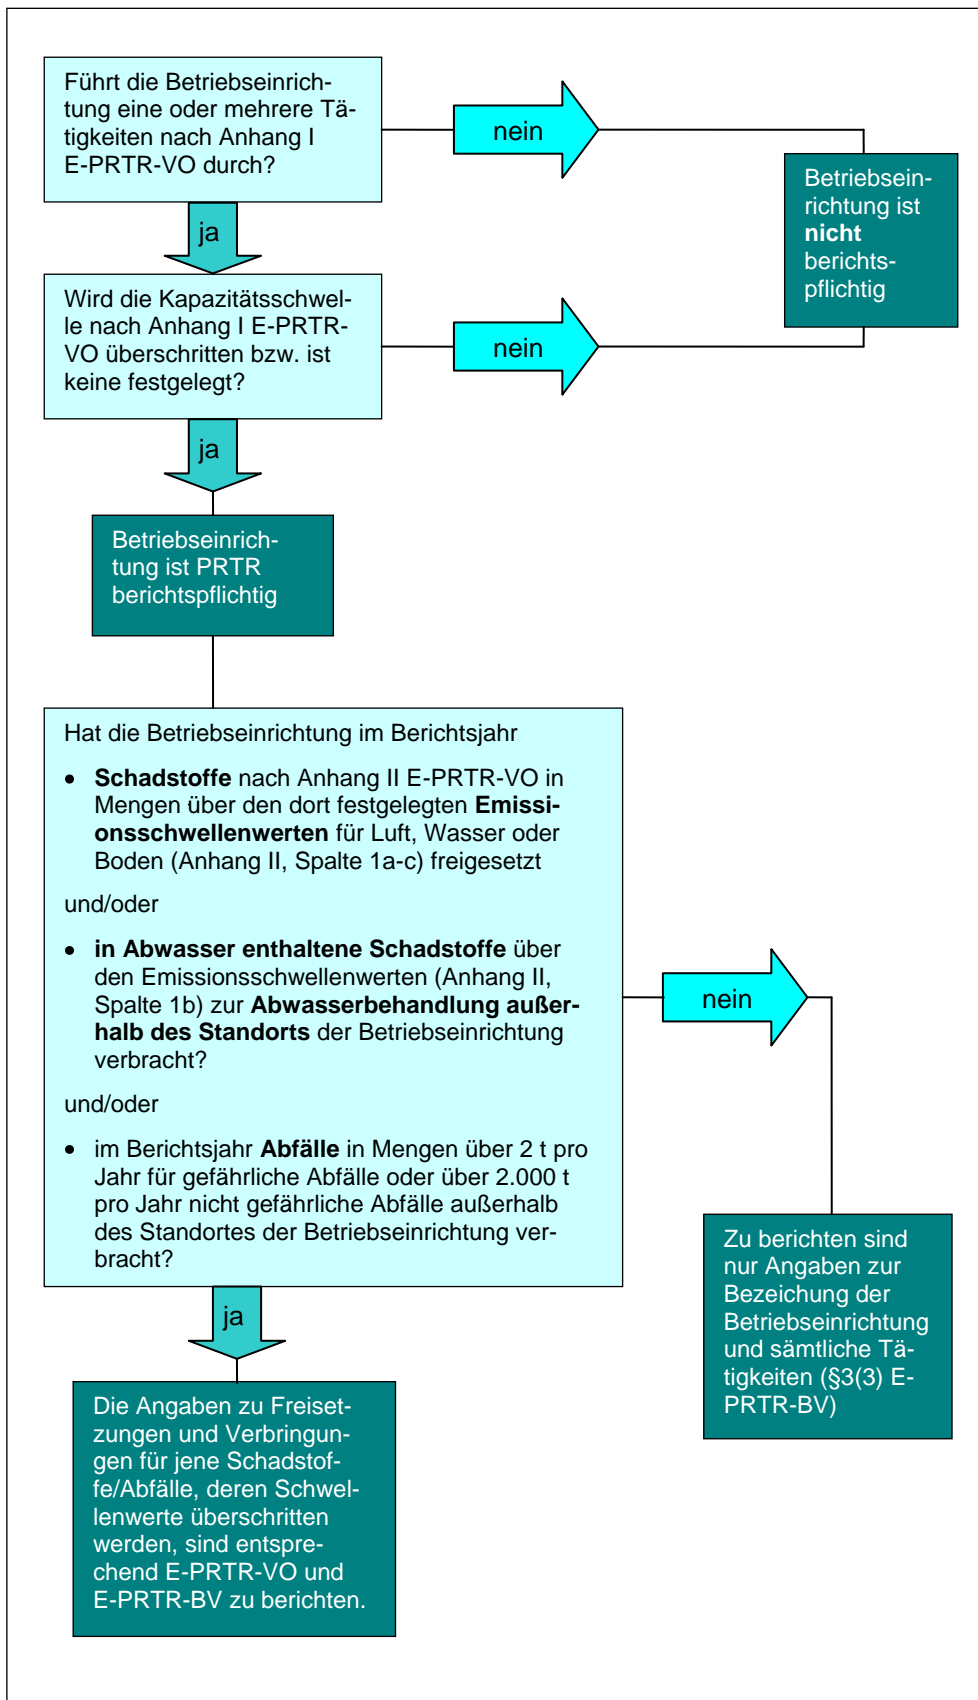 Führt die Betriebseinrich-
tung eine oder mehrere Tä-
tigkeiten nach Anhang I
E-PRTR-VO durch?
nein
Betriebsein-
richtung ist
nicht
berichts-
pflichtig
ja
Wird die Kapazitätsschwel-
le nach Anhang I E-PRTR-
VO überschritten bzw. ist
keine festgelegt?
nein
ja
Betriebseinrich-
tung ist PRTR
berichtspflichtig
Hat die Betriebseinrichtung im Berichtsjahr
• Schadstoffe nach Anhang II E-PRTR-VO in
Mengen über den dort festgelegten Emissi-
onsschwellenwerten für Luft, Wasser oder
Boden (Anhang II, Spalte 1a-c) freigesetzt
und/oder
• in Abwasser enthaltene Schadstoffe über
den Emissionsschwellenwerten (Anhang II,
Spalte 1b) zur Abwasserbehandlung außer-
halb des Standorts der Betriebseinrichtung
verbracht?
und/oder
• im Berichtsjahr Abfälle in Mengen über 2 t pro
Jahr für gefährliche Abfälle oder über 2.000 t
pro Jahr nicht gefährliche Abfälle außerhalb
des Standortes der Betriebseinrichtung ver-
bracht?
nein
Zu berichten sind
nur Angaben zur
Bezeichung der
Betriebseinrichtung
und sämtliche Tä-
tigkeiten (§3(3) E-
PRTR-BV)
ja
Die Angaben zu Freiset-
zungen und Verbringun-
gen für jene Schadstof-
fe/Abfälle, deren Schwel-
lenwerte überschritten
werden, sind entspre-
chend E-PRTR-VO und
E-PRTR-BV zu berichten.